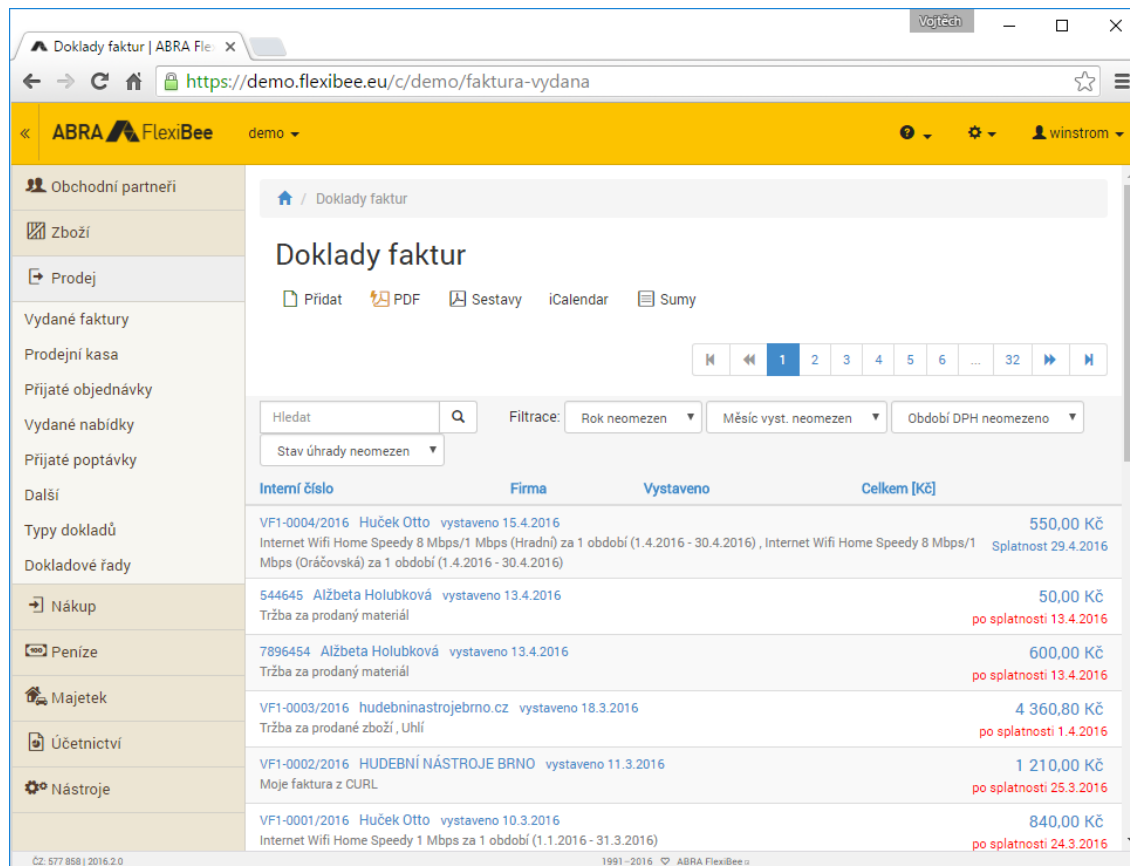 Vojtěch
Doklady faktur | ABRA Fle
https://demo.flexibee.eu/c/demo/faktura-vydana
« ABRA FlexiBee demo winstrom
Obchodní partneři
Zboží
Prodej
Vydané faktury
Prodejní kasa
Přijaté objednávky
Vydané nabídky
Přijaté poptávky
Další
Typy dokladů
Dokladové řady
Nákup
Peníze
Majetek
Účetnictví
Nástroje
/ Doklady faktur
Doklady faktur
Přidat PDF Sestavy iCalendar Sumy
1 2 3 4 5 6 ... 32
Hledat Filtrace: Rok neomezen Měsíc vyst. neomezen Období DPH neomezeno
Stav úhrady neomezen
Interní číslo Firma Vystaveno Celkem [Kč]
VF1-0004/2016 Huček Otto vystaveno 15.4.2016 550,00 Kč
Internet Wifi Home Speedy 8 Mbps/1 Mbps (Hradní) za 1 období (1.4.2016 - 30.4.2016) , Internet Wifi Home Speedy 8 Mbps/1 Splatnost 29.4.2016
Mbps (Oráčovská) za 1 období (1.4.2016 - 30.4.2016)
544645 Alžbeta Holubková vystaveno 13.4.2016 50,00 Kč
Tržba za prodaný materiál po splatnosti 13.4.2016
7896454 Alžbeta Holubková vystaveno 13.4.2016 600,00 Kč
Tržba za prodaný materiál po splatnosti 13.4.2016
VF1-0003/2016 hudebninastrojebrno.cz vystaveno 18.3.2016 4 360,80 Kč
Tržba za prodané zboží , Uhlí po splatnosti 1.4.2016
VF1-0002/2016 HUDEBNÍ NÁSTROJE BRNO vystaveno 11.3.2016 1 210,00 Kč
Moje faktura z CURL po splatnosti 25.3.2016
VF1-0001/2016 Huček Otto vystaveno 10.3.2016 840,00 Kč
Internet Wifi Home Speedy 1 Mbps za 1 období (1.1.2016 - 31.3.2016) po splatnosti 24.3.2016
ČZ: 577 858 | 2016.2.0 1991–2016 ♡ ABRA FlexiBee